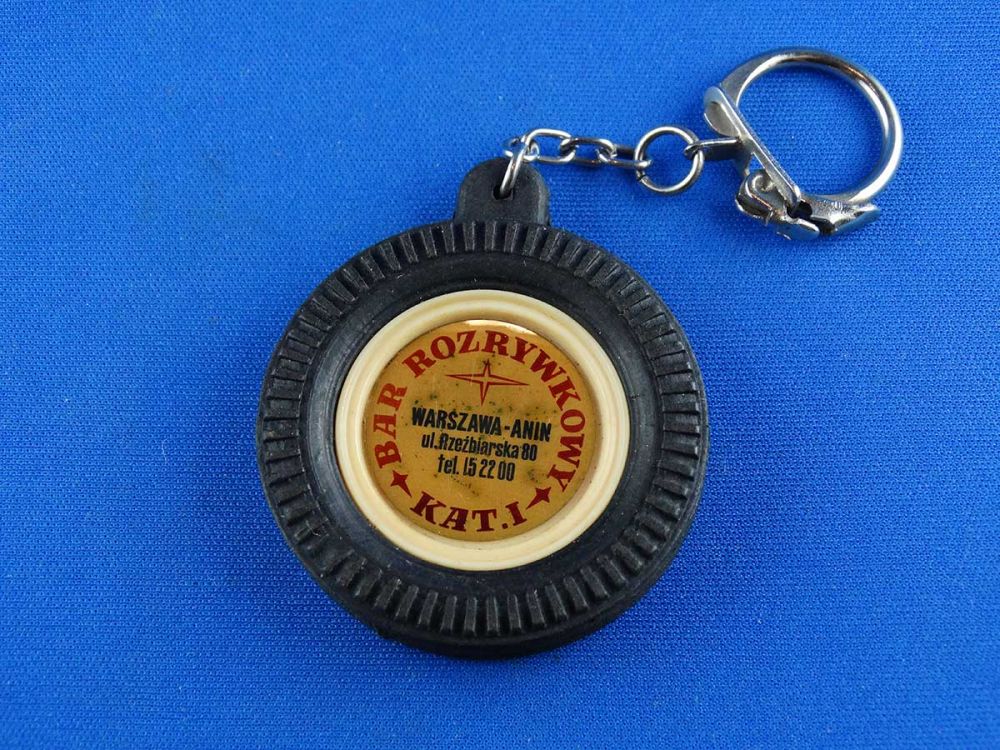 BAR ROZRYWKOWY
WARSZAWA-ANIN
ul. Rzeźbiarska 80
tel. 15 22 00
KAT. I